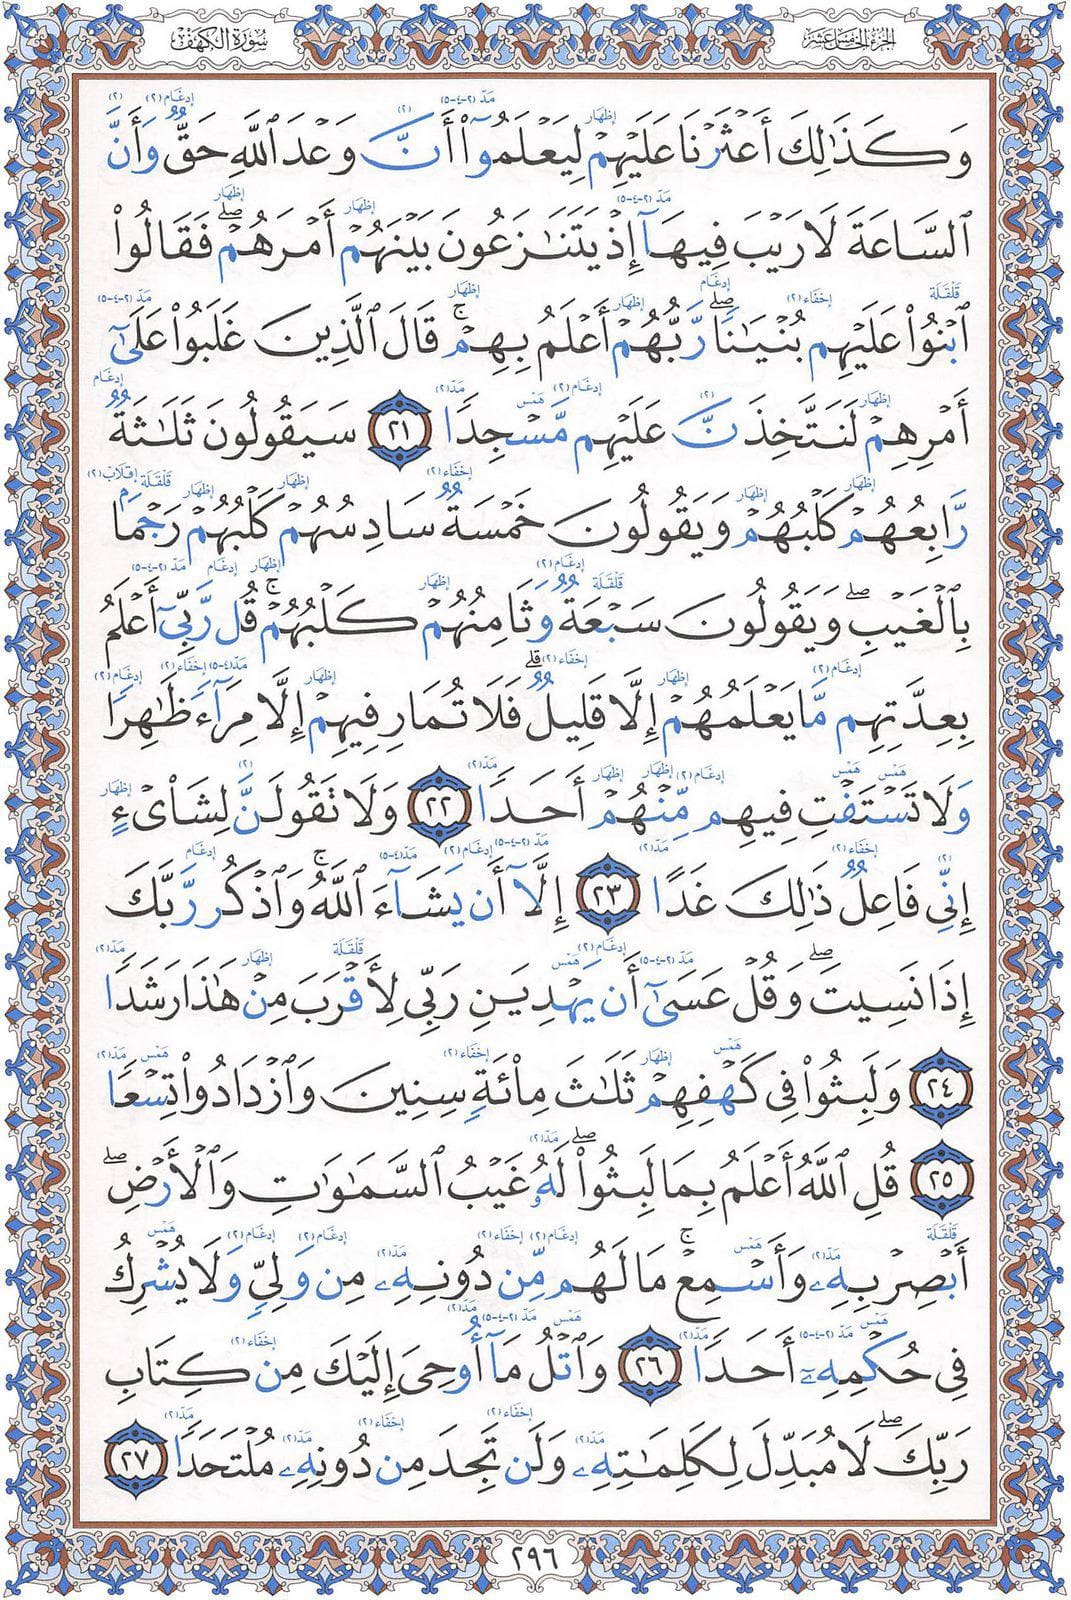 سورة الكهف
الجزء الخامس عشر
وَكَذَٰلِكَ أَعْثَرْنَا عَلَيْهِمْ لِيَعْلَمُوٓا۟ أَنَّ وَعْدَ ٱللَّهِ حَقٌّ وَأَنَّ
ٱلسَّاعَةَ لَا رَيْبَ فِيهَآ إِذْ يَتَنَٰزَعُونَ بَيْنَهُمْ أَمْرَهُمْ ۖ فَقَالُوا۟
ٱبْنُوا۟ عَلَيْهِم بُنْيَٰنًا ۖ رَّبُّهُمْ أَعْلَمُ بِهِمْ ۚ قَالَ ٱلَّذِينَ غَلَبُوا۟ عَلَىٰٓ
أَمْرِهِمْ لَنَتَّخِذَنَّ عَلَيْهِم مَّسْجِدًا ٢١ سَيَقُولُونَ ثَلَٰثَةٌ
رَّابِعُهُمْ كَلْبُهُمْ وَيَقُولُونَ خَمْسَةٌ سَادِسُهُمْ كَلْبُهُمْ رَجْمًۢا
بِٱلْغَيْبِ ۖ وَيَقُولُونَ سَبْعَةٌ وَثَامِنُهُمْ كَلْبُهُمْ ۚ قُل رَّبِّىٓ أَعْلَمُ
بِعِدَّتِهِم مَّا يَعْلَمُهُمْ إِلَّا قَلِيلٌ ۗ فَلَا تُمَارِ فِيهِمْ إِلَّا مِرَآءً ظَٰهِرًا
وَلَا تَسْتَفْتِ فِيهِم مِّنْهُمْ أَحَدًا ٢٢ وَلَا تَقُولَنَّ لِشَا۟ىْءٍ
إِنِّى فَاعِلٌ ذَٰلِكَ غَدًا ٢٣ إِلَّآ أَن يَشَآءَ ٱللَّهُ ۚ وَٱذْكُر رَّبَّكَ
إِذَا نَسِيتَ ۖ وَقُلْ عَسَىٰٓ أَن يَهْدِيَنِ رَبِّى لِأَقْرَبَ مِنْ هَٰذَا رَشَدًا
٢٤ وَلَبِثُوا۟ فِى كَهْفِهِمْ ثَلَٰثَ مِا۟ئَةٍ سِنِينَ وَٱزْدَادُوا۟ تِسْعًا
٢٥ قُلِ ٱللَّهُ أَعْلَمُ بِمَا لَبِثُوا۟ ۖ لَهُۥ غَيْبُ ٱلسَّمَٰوَٰتِ وَٱلْأَرْضِ ۖ
أَبْصِرْ بِهِۦ وَأَسْمِعْ ۚ مَا لَهُم مِّن دُونِهِۦ مِن وَلِىٍّ وَلَا يُشْرِكُ
فِى حُكْمِهِۦٓ أَحَدًا ٢٦ وَٱتْلُ مَآ أُوحِىَ إِلَيْكَ مِن كِتَابِ
رَبِّكَ ۖ لَا مُبَدِّلَ لِكَلِمَٰتِهِۦ وَلَن تَجِدَ مِن دُونِهِۦ مُلْتَحَدًا ٢٧
٢٩٦